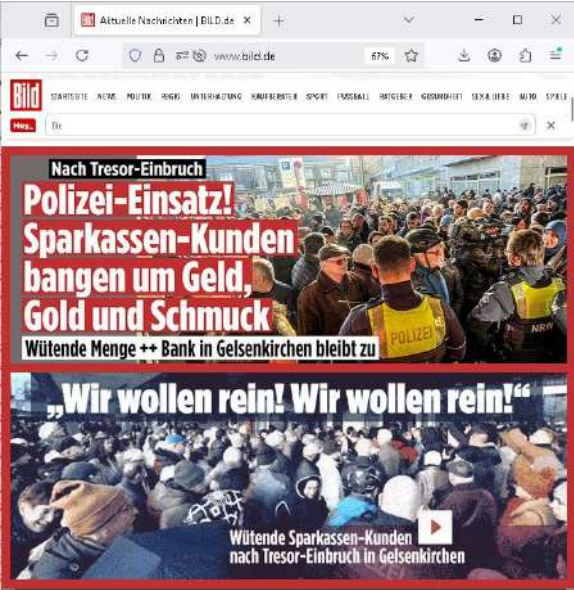 Aktuelle Nachrichten | BILD.de
www.bild.de
67%
Bild
STARTSEITE NEWS POLITIK REGIO UNTERHALTUNG KAUFBERATER SPORT FUSSBALL RATGEBER GESUNDHEIT SEX & LIEBE AUTO SPIELE
Hey_
Nach Tresor-Einbruch
Polizei-Einsatz!
Sparkassen-Kunden
bangen um Geld,
Gold und Schmuck
Wütende Menge ++ Bank in Gelsenkirchen bleibt zu
POLIZEI
NRW
„Wir wollen rein! Wir wollen rein!“
Wütende Sparkassen-Kunden
nach Tresor-Einbruch in Gelsenkirchen